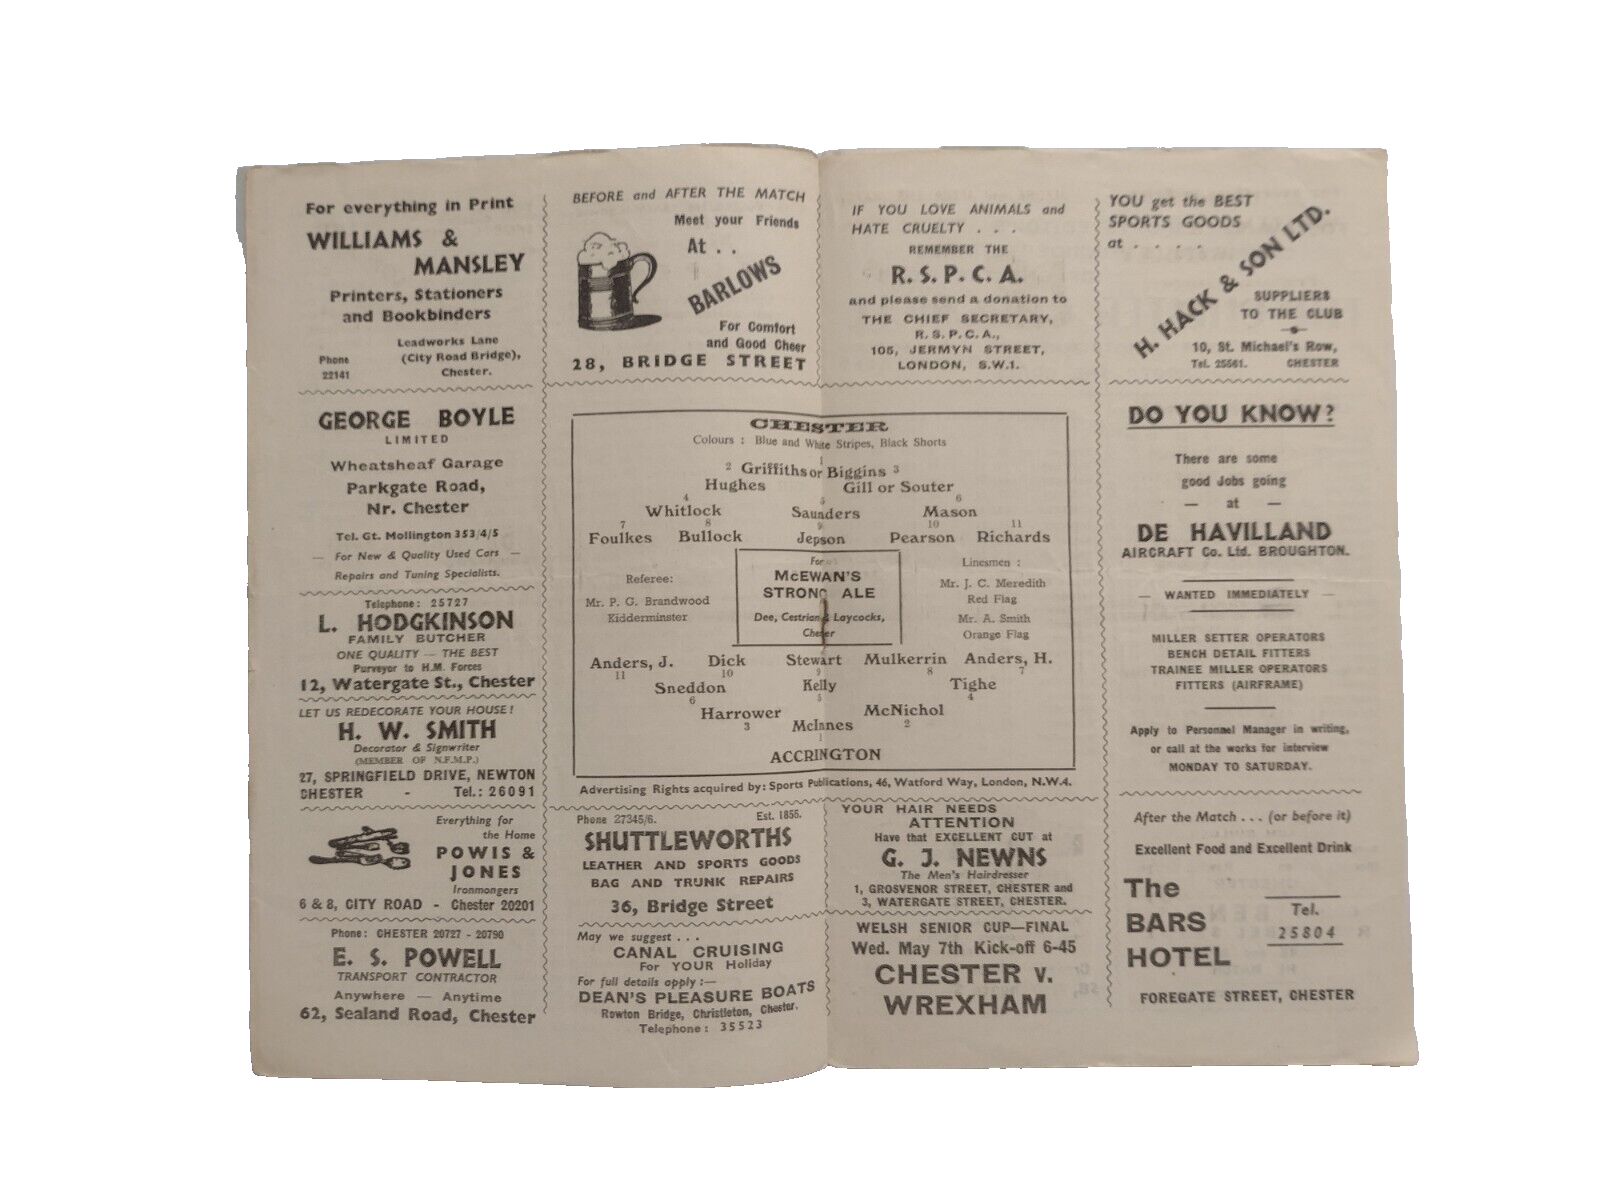 For everything in Print
WILLIAMS &
MANSLEY
Printers, Stationers
and Bookbinders
Leadworks Lane
Phone (City Road Bridge),
22141 Chester.
GEORGE BOYLE
LIMITED
Wheatsheaf Garage
Parkgate Road,
Nr. Chester
Tel. Gt. Mollington 353/4/5
— For New & Quality Used Cars —
Repairs and Tuning Specialists.
Telephone: 25727
L. HODGKINSON
FAMILY BUTCHER
ONE QUALITY — THE BEST
Purveyor to H.M. Forces
12, Watergate St., Chester
LET US REDECORATE YOUR HOUSE!
H. W. SMITH
Decorator & Signwriter
(MEMBER OF N.F.M.P.)
27, SPRINGFIELD DRIVE, NEWTON
CHESTER - Tel.: 26091
Everything for
the Home
POWIS &
JONES
Ironmongers
6 & 8, CITY ROAD - Chester 20201
Phone: CHESTER 20727 - 20790
E. S. POWELL
TRANSPORT CONTRACTOR
Anywhere — Anytime
62, Sealand Road, Chester
BEFORE and AFTER THE MATCH
Meet your Friends
At . .
BARLOWS
For Comfort
and Good Cheer
28, BRIDGE STREET
IF YOU LOVE ANIMALS and
HATE CRUELTY . . .
REMEMBER THE
R. S. P. C. A.
and please send a donation to
THE CHIEF SECRETARY,
R.S.P.C.A.,
105, JERMYN STREET,
LONDON, S.W.1.
CHESTER
Colours : Blue and White Stripes, Black Shorts
1
2 Griffiths or Biggins 3
Hughes Gill or Souter
4 5 6
Whitlock Saunders Mason
7 8 9 10 11
Foulkes Bullock Jepson Pearson Richards
Referee:
Mr. P. G. Brandwood
Kidderminster
For
McEWAN'S
STRONG ALE
Dee, Cestrian & Laycocks,
Chester
Linesmen :
Mr. J. C. Meredith
Red Flag
Mr. A. Smith
Orange Flag
Anders, J. Dick Stewart Mulkerrin Anders, H.
11 10 9 8 7
Sneddon Kelly Tighe
6 5 4
Harrower McNichol
3 McInnes 2
1
ACCRINGTON
Advertising Rights acquired by: Sports Publications, 46, Watford Way, London, N.W.4.
Phone 27345/6. Est. 1855.
SHUTTLEWORTHS
LEATHER AND SPORTS GOODS
BAG AND TRUNK REPAIRS
36, Bridge Street
May we suggest . . .
CANAL CRUISING
For YOUR Holiday
For full details apply :—
DEAN'S PLEASURE BOATS
Rowton Bridge, Christleton, Chester.
Telephone: 35523
YOUR HAIR NEEDS
ATTENTION
Have that EXCELLENT CUT at
G. J. NEWNS
The Men's Hairdresser
1, GROSVENOR STREET, CHESTER and
3, WATERGATE STREET, CHESTER.
WELSH SENIOR CUP—FINAL
Wed. May 7th Kick-off 6-45
CHESTER v.
WREXHAM
YOU get the BEST
SPORTS GOODS
at . . . .
H. HACK & SON LTD.
SUPPLIERS
TO THE CLUB
10, St. Michael's Row,
Tel. 25561. CHESTER
DO YOU KNOW?
There are some
good Jobs going
— at —
DE HAVILLAND
AIRCRAFT Co. Ltd. BROUGHTON.
— WANTED IMMEDIATELY —
MILLER SETTER OPERATORS
BENCH DETAIL FITTERS
TRAINEE MILLER OPERATORS
FITTERS (AIRFRAME)
Apply to Personnel Manager in writing,
or call at the works for interview
MONDAY TO SATURDAY.
After the Match . . . (or before it)
Excellent Food and Excellent Drink
The
BARS
HOTEL
Tel.
25804
FOREGATE STREET, CHESTER